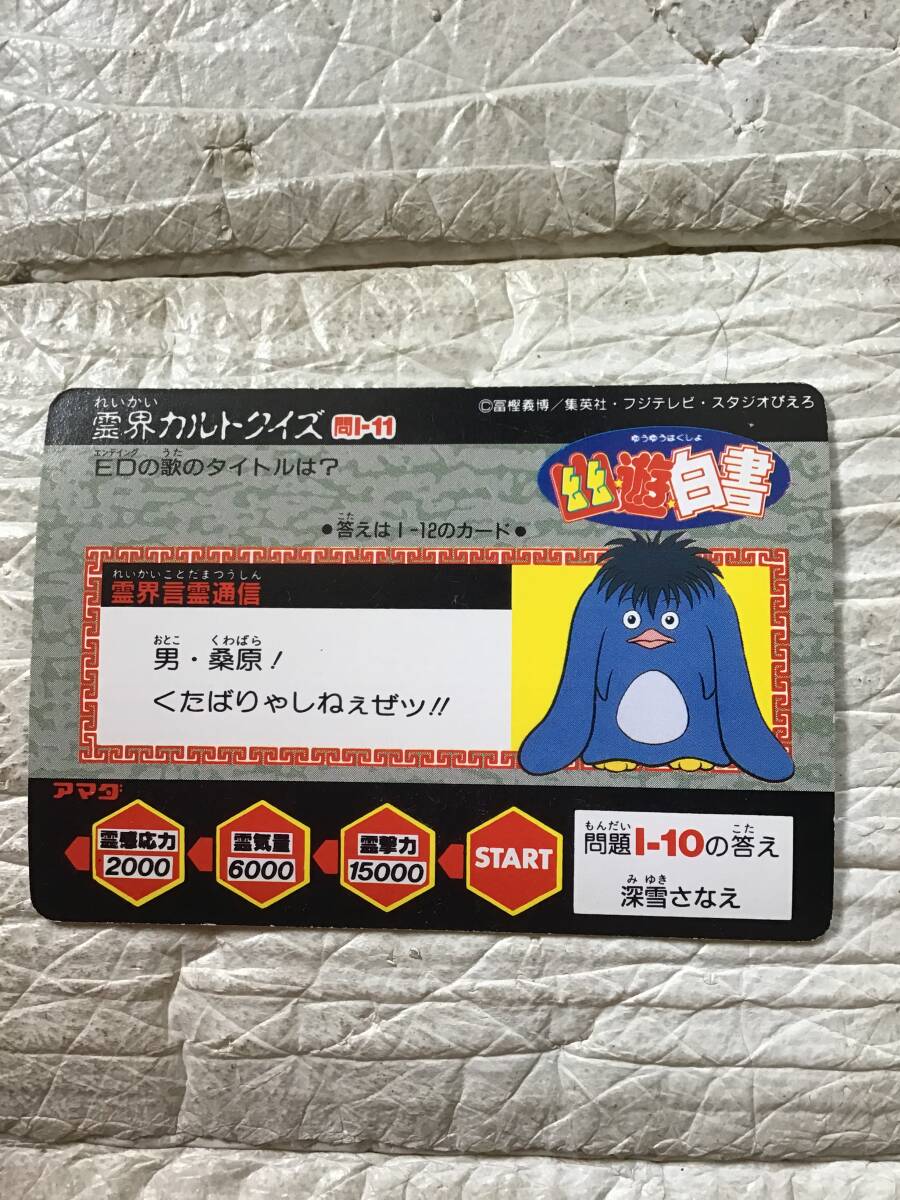 れいかい
霊界カルトクイズ 問I-11
©冨樫義博/集英社・フジテレビ・スタジオぴえろ
エンディング うた
EDの歌のタイトルは?
ゆうゆうはくしょ
幽☆遊☆白書
こた
●答えはI-12のカード●
れいかいことだまつうしん
霊界言霊通信
おとこ くわばら
男・桑原!
くたばりゃしねぇぜッ!!
アマダ
霊感応力 2000
霊気量 6000
霊撃力 15000
START
もんだい こた
問題I-10の答え
みゆき
深雪さなえ